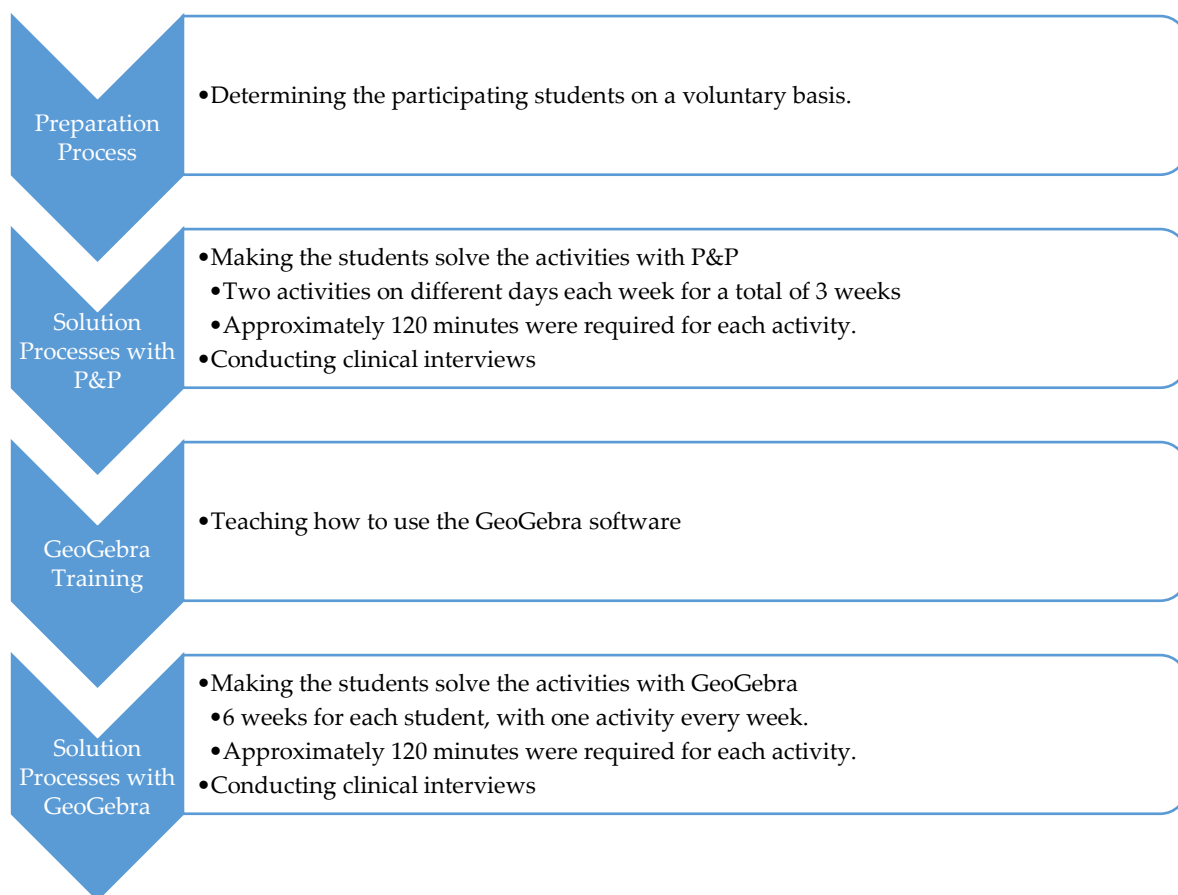 Preparation
Process
•Determining the participating students on a voluntary basis.
Solution
Processes with
P&P
•Making the students solve the activities with P&P
•Two activities on different days each week for a total of 3 weeks
•Approximately 120 minutes were required for each activity.
•Conducting clinical interviews
GeoGebra
Training
•Teaching how to use the GeoGebra software
Solution
Processes with
GeoGebra
•Making the students solve the activities with GeoGebra
•6 weeks for each student, with one activity every week.
•Approximately 120 minutes were required for each activity.
•Conducting clinical interviews